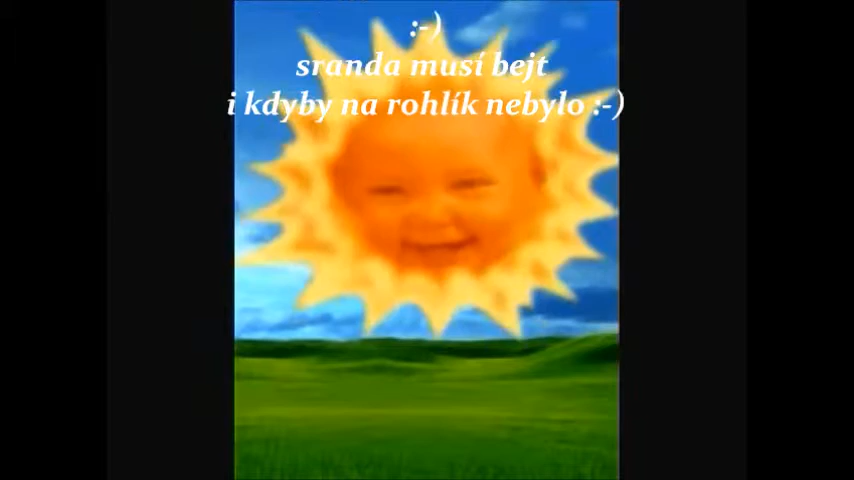 :-)
sranda musí bejt
i kdyby na rohlík nebylo :-)